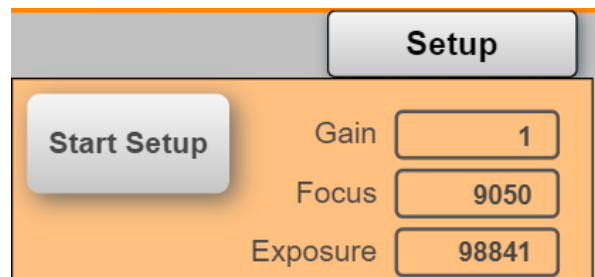 Setup
Start Setup
Gain 1
Focus 9050
Exposure 98841